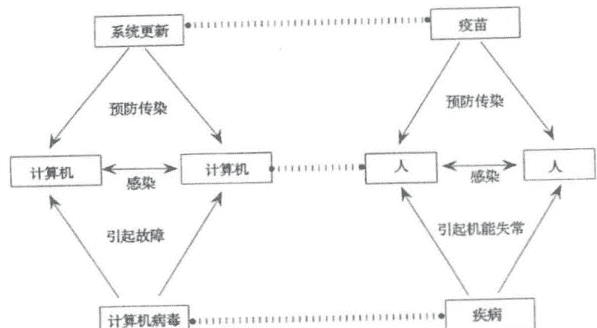 系统更新
疫苗
预防传染
预防传染
计算机
感染
计算机
人
感染
人
引起故障
引起机能失常
计算机病毒
疾病